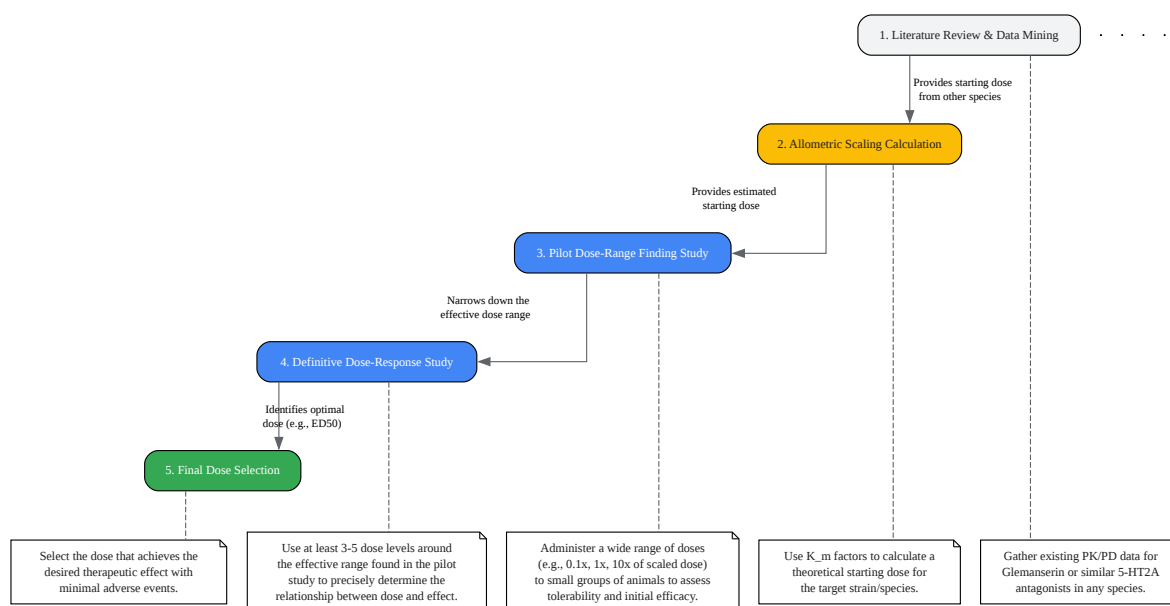 1. Literature Review & Data Mining
. . . .
Provides starting dose
from other species
2. Allometric Scaling Calculation
Provides estimated
starting dose
3. Pilot Dose-Range Finding Study
Narrows down the
effective dose range
4. Definitive Dose-Response Study
Identifies optimal
dose (e.g., ED50)
5. Final Dose Selection
Select the dose that achieves the
desired therapeutic effect with
minimal adverse events.
Use at least 3-5 dose levels around
the effective range found in the pilot
study to precisely determine the
relationship between dose and effect.
Administer a wide range of doses
(e.g., 0.1x, 1x, 10x of scaled dose)
to small groups of animals to assess
tolerability and initial efficacy.
Use K_m factors to calculate a
theoretical starting dose for
the target strain/species.
Gather existing PK/PD data for
Glemanserin or similar 5-HT2A
antagonists in any species.